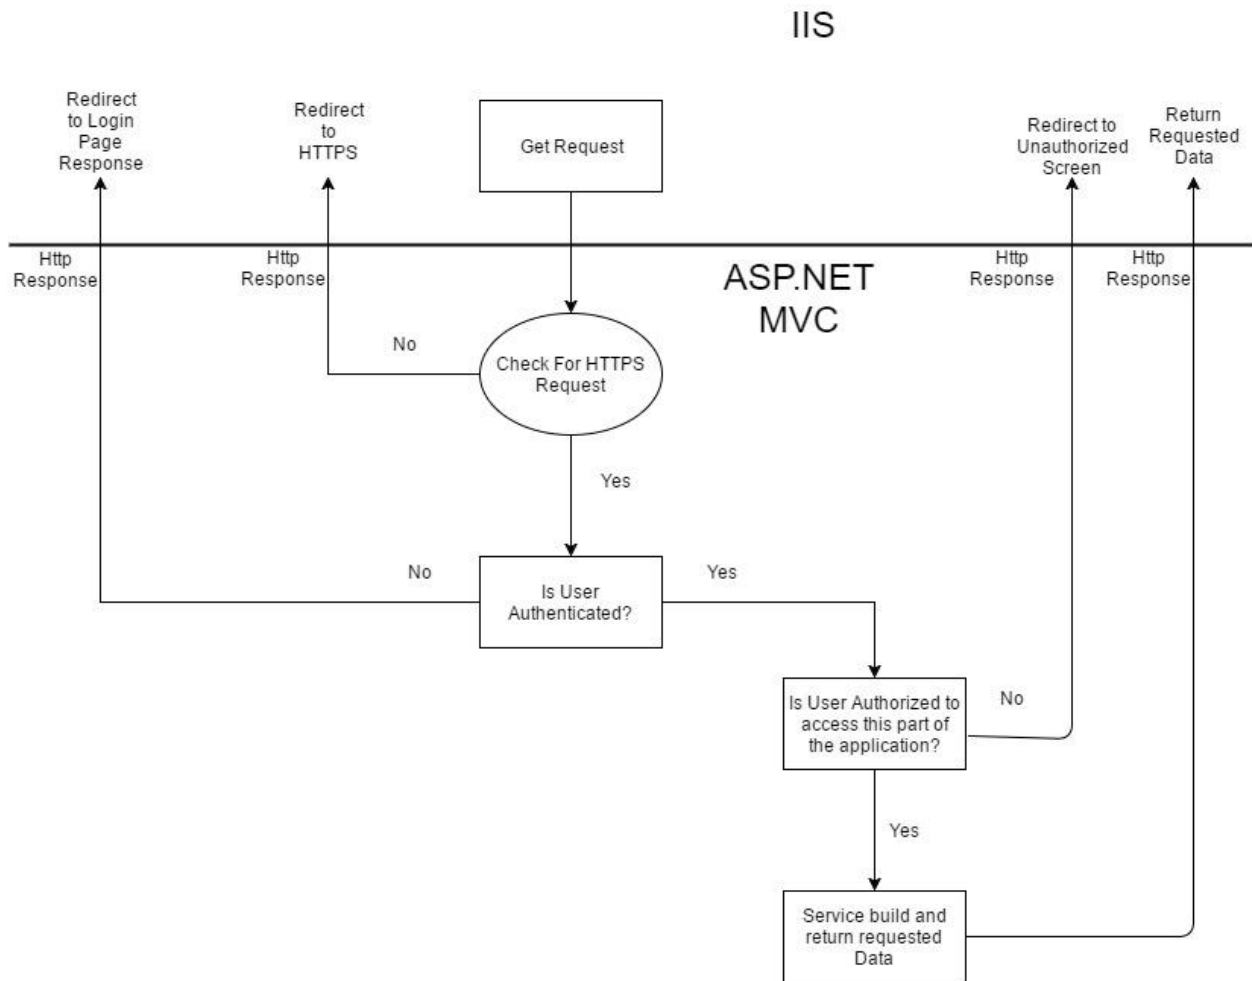 IIS
Redirect
to Login
Page
Response
Redirect
to
HTTPS
Get Request
Redirect to
Unauthorized
Screen
Return
Requested
Data
Http
Response
Http
Response
Http
Response
Http
Response
ASP.NET
MVC
No
Check For HTTPS
Request
Yes
No
Is User
Authenticated?
Yes
Is User Authorized to
access this part of
the application?
No
Yes
Service build and
return requested
Data